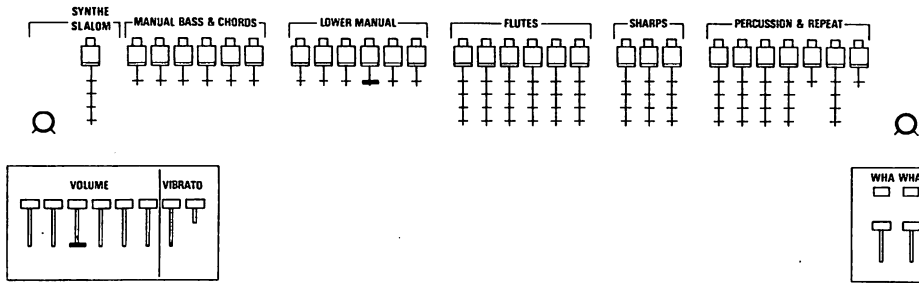 SYNTHE
SLALOM
MANUAL BASS & CHORDS
LOWER MANUAL
FLUTES
SHARPS
PERCUSSION & REPEAT
VOLUME
VIBRATO
WHA WHA